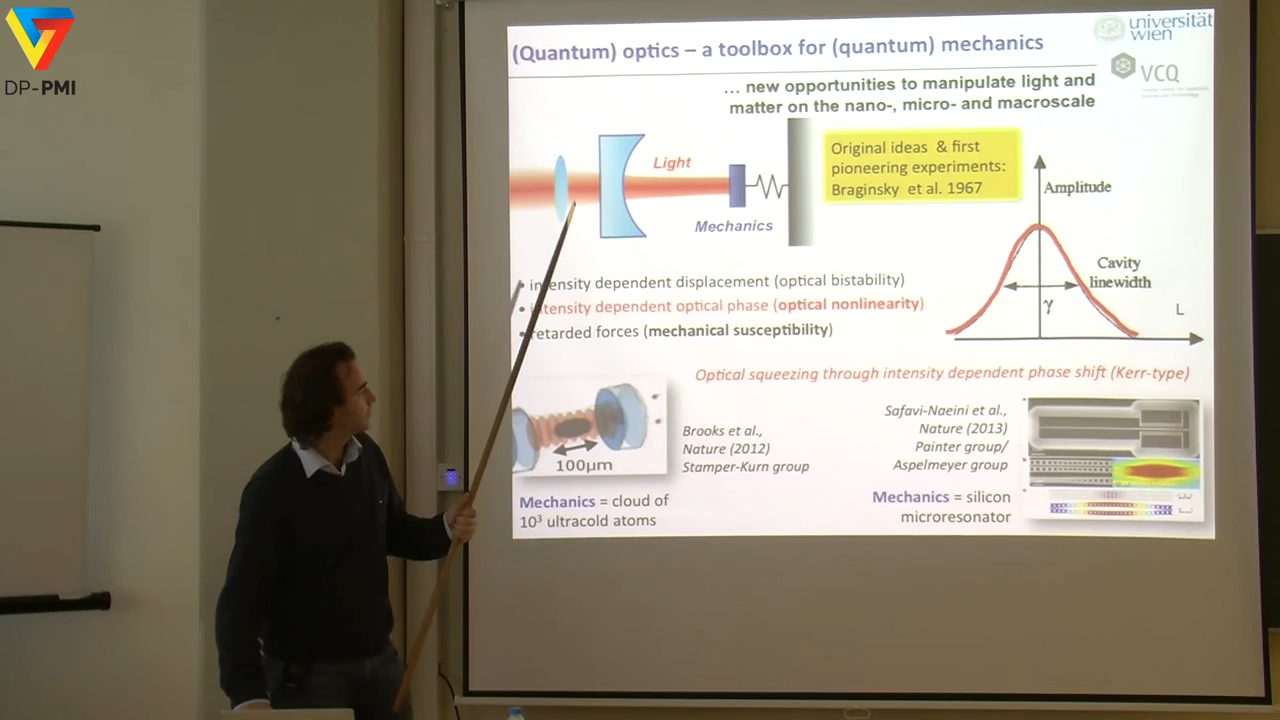 DP-PMI
(Quantum) optics – a toolbox for (quantum) mechanics
universität
wien
VCQ
... new opportunities to manipulate light and
matter on the nano-, micro- and macroscale
Light
Mechanics
Original ideas & first
pioneering experiments:
Braginsky et al. 1967
Amplitude
Cavity
linewidth
γ
L
• intensity dependent displacement (optical bistability)
• intensity dependent optical phase (optical nonlinearity)
• retarded forces (mechanical susceptibility)
Optical squeezing through intensity dependent phase shift (Kerr-type)
100µm
Brooks et al.,
Nature (2012)
Stamper-Kurn group
Mechanics = cloud of
10³ ultracold atoms
Safavi-Naeini et al.,
Nature (2013)
Painter group/
Aspelmeyer group
Mechanics = silicon
microresonator